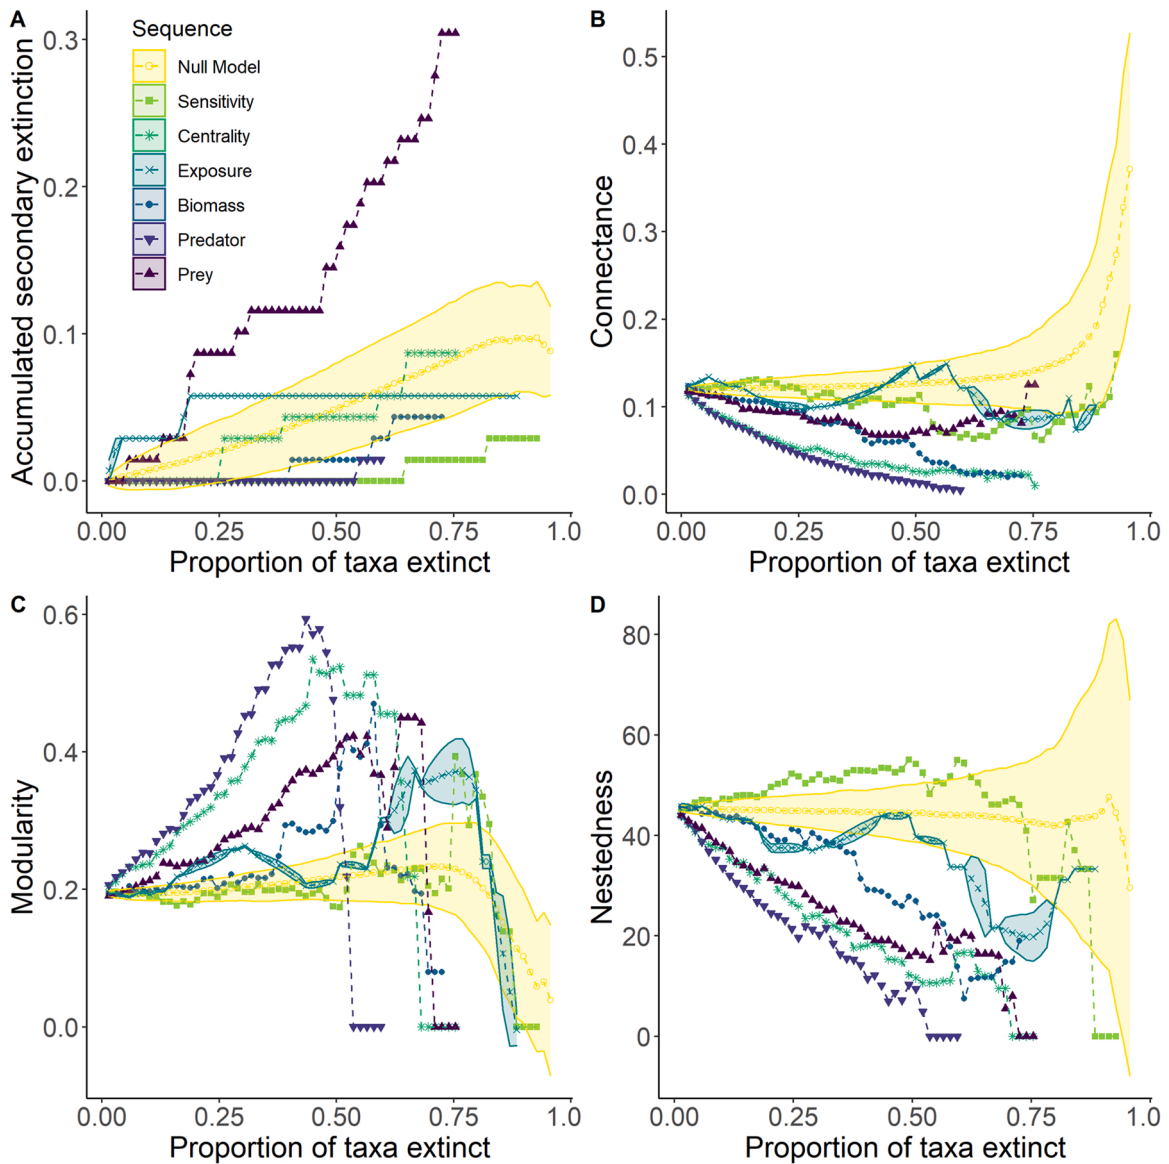 A
Sequence
Null Model
Sensitivity
Centrality
Exposure
Biomass
Predator
Prey
Accumulated secondary extinction
0.3
0.2
0.1
0.0
0.00
0.25
0.50
0.75
1.0
Proportion of taxa extinct
B
Connectance
0.5
0.4
0.3
0.2
0.1
0.0
0.00
0.25
0.50
0.75
1.00
Proportion of taxa extinct
C
Modularity
0.6
0.4
0.2
0.0
0.00
0.25
0.50
0.75
1.0
Proportion of taxa extinct
D
Nestedness
80
60
40
20
0
0.00
0.25
0.50
0.75
1.00
Proportion of taxa extinct